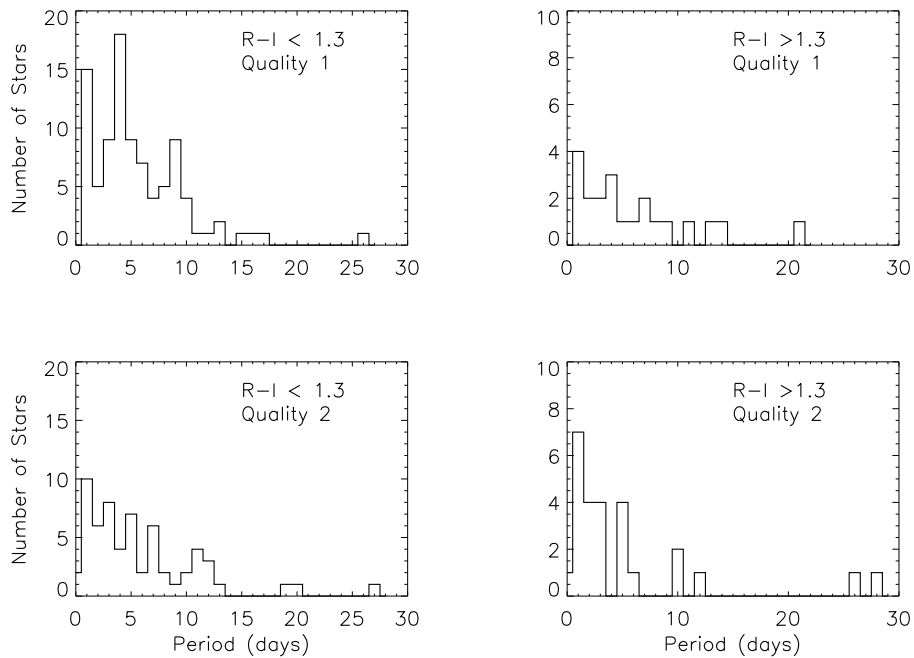 20
15
10
5
0
Number of Stars
R-I < 1.3
Quality 1
0 5 10 15 20 25 30
10
8
6
4
2
0
R-I >1.3
Quality 1
0 10 20 30
20
15
10
5
0
Number of Stars
R-I < 1.3
Quality 2
0 5 10 15 20 25 30
Period (days)
10
8
6
4
2
0
R-I >1.3
Quality 2
0 10 20 30
Period (days)